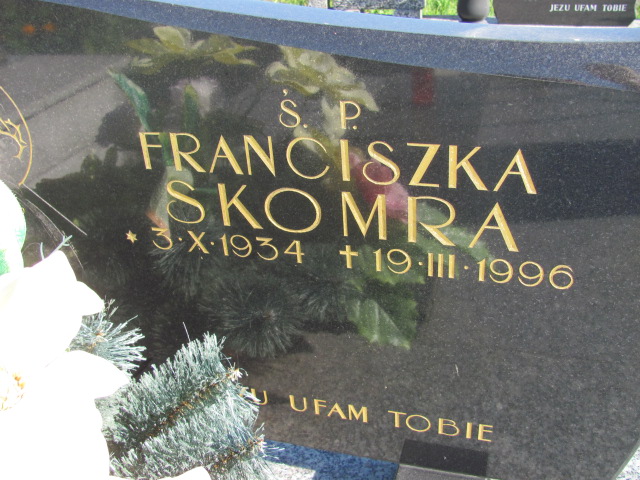 JEZU UFAM TOBIE
Ś. P.
FRANCISZKA
SKOMRA
* 3·X·1934 ✝ 19·III·1996
UFAM TOBIE